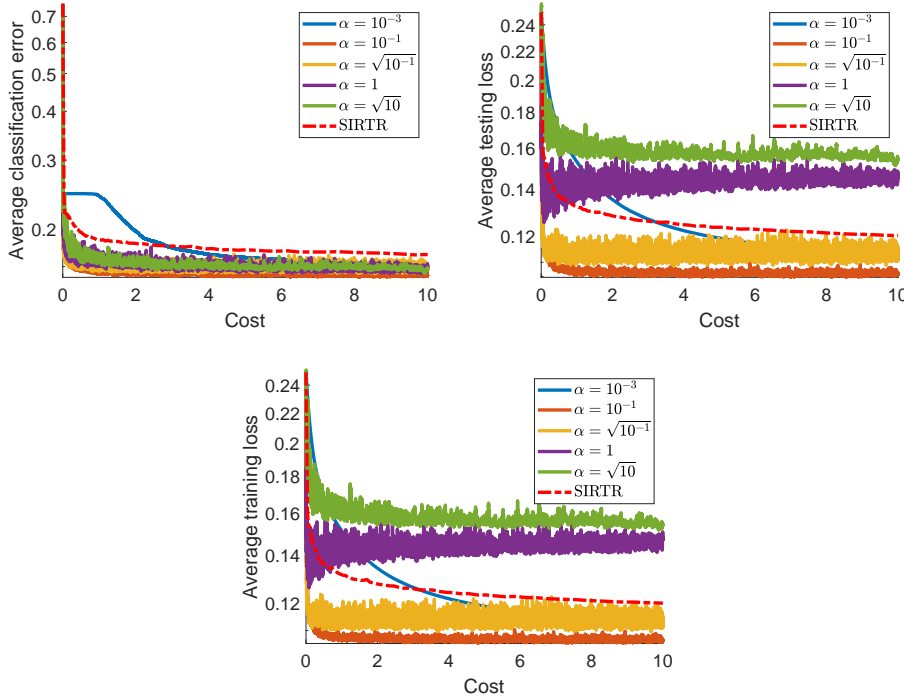 Average classification error
0.7
0.6
0.5
0.4
0.3
0.2
0 2 4 6 8 10
Cost
α = 10⁻³
α = 10⁻¹
α = √10⁻¹
α = 1
α = √10
SIRTR
Average testing loss
0.24
0.22
0.2
0.18
0.16
0.14
0.12
0 2 4 6 8 10
Cost
α = 10⁻³
α = 10⁻¹
α = √10⁻¹
α = 1
α = √10
SIRTR
Average training loss
0.24
0.22
0.2
0.18
0.16
0.14
0.12
0 2 4 6 8 10
Cost
α = 10⁻³
α = 10⁻¹
α = √10⁻¹
α = 1
α = √10
SIRTR